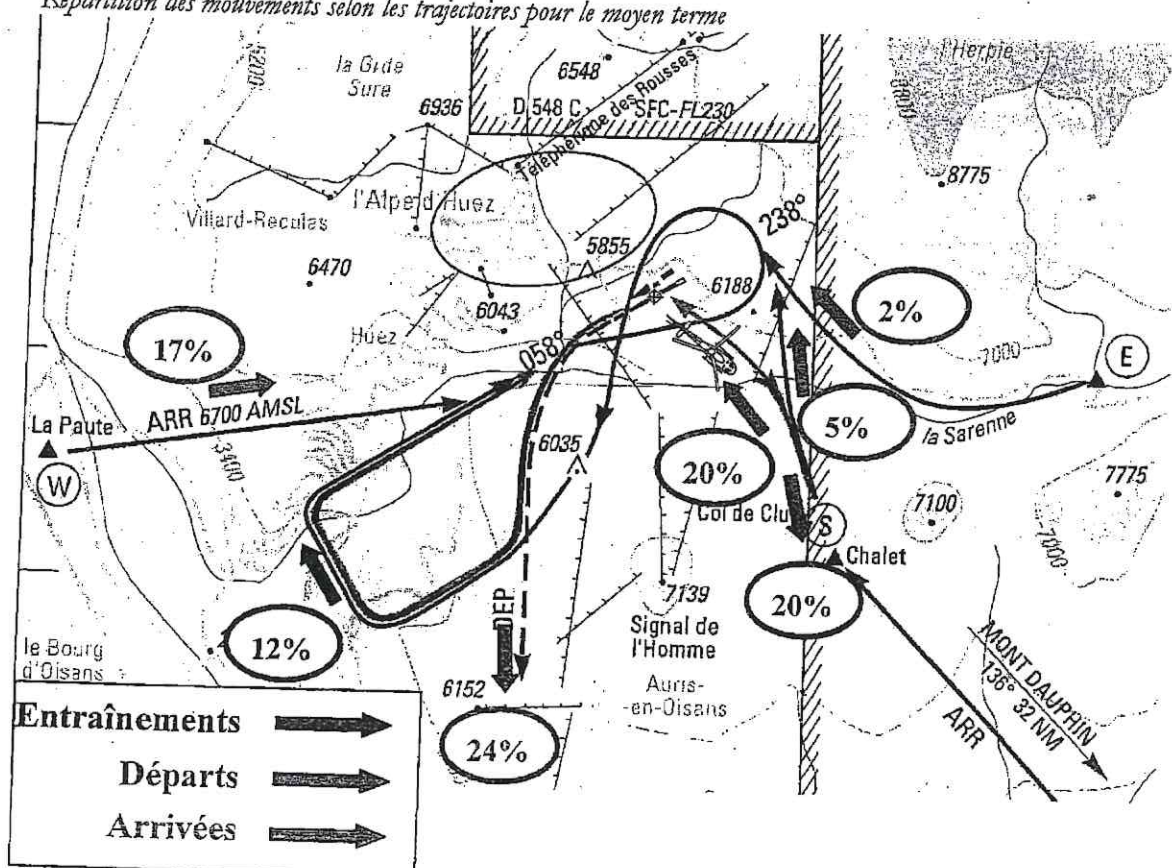 Répartition des mouvements selon les trajectoires pour le moyen terme
4200
la Gde
Sure
6936
6548
D 548 C
SFC-FL230
Téléphérique des Rousses
l'Herpie
8775
Villard-Reculas
l'Alpe d'Huez
6470
5855
6043
Huez
6188
238°
058°
2%
17%
ARR 6700 AMSL
La Paute
W
3400
7000
E
la Sarenne
5%
6035
20%
7775
7100
7000
Col de Clu
S
Chalet
7139
20%
Signal de
l'Homme
12%
le Bourg
d'Oisans
DEP
6152
Auris-
-en-Oisans
24%
MONT DAUPHIN
136° 32 NM
ARR
Entraînements
Départs
Arrivées